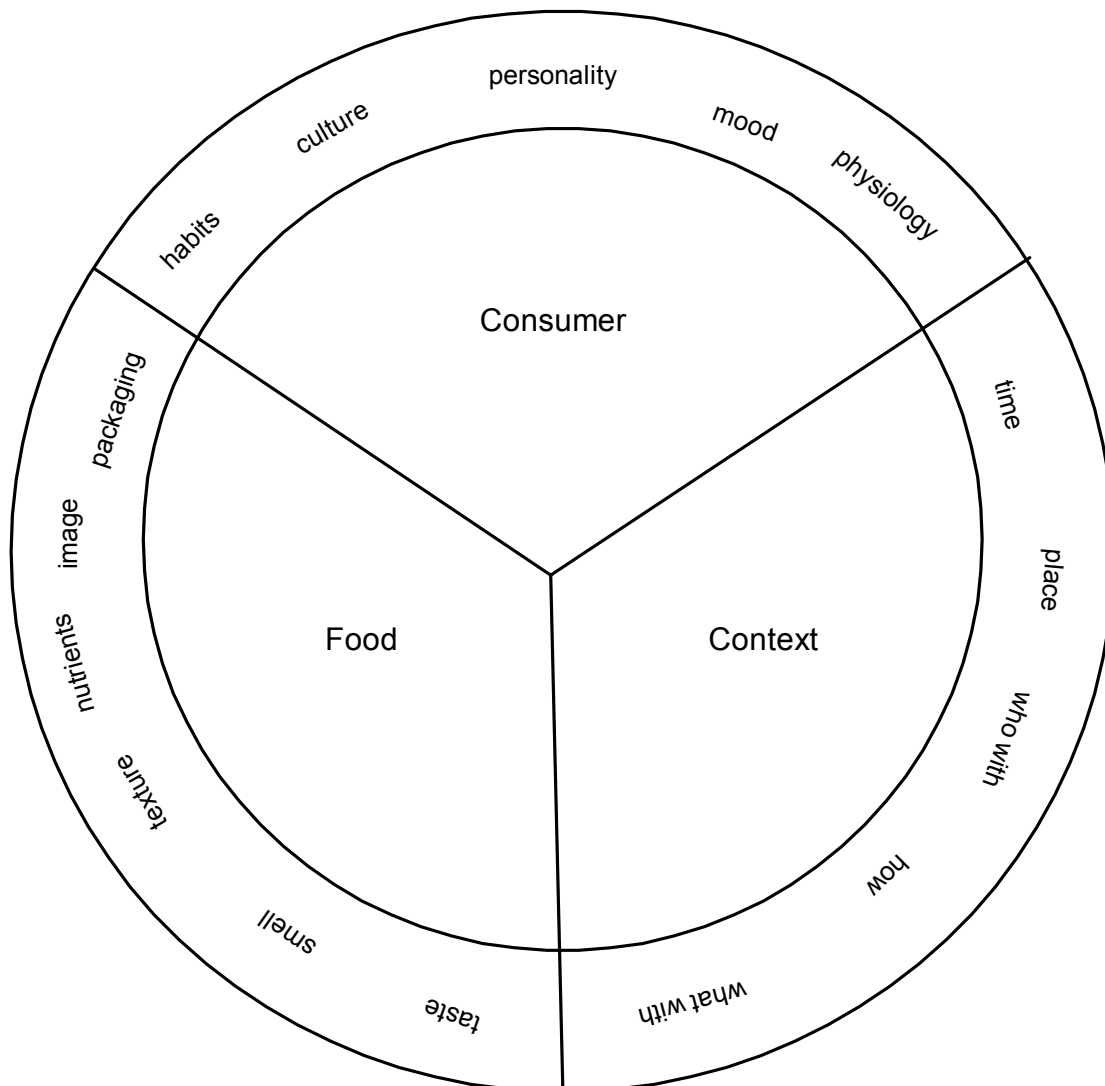 personality
mood
culture
physiology
habits
Consumer
packaging
time
image
place
nutrients
Food
Context
who with
texture
how
smell
what with
taste